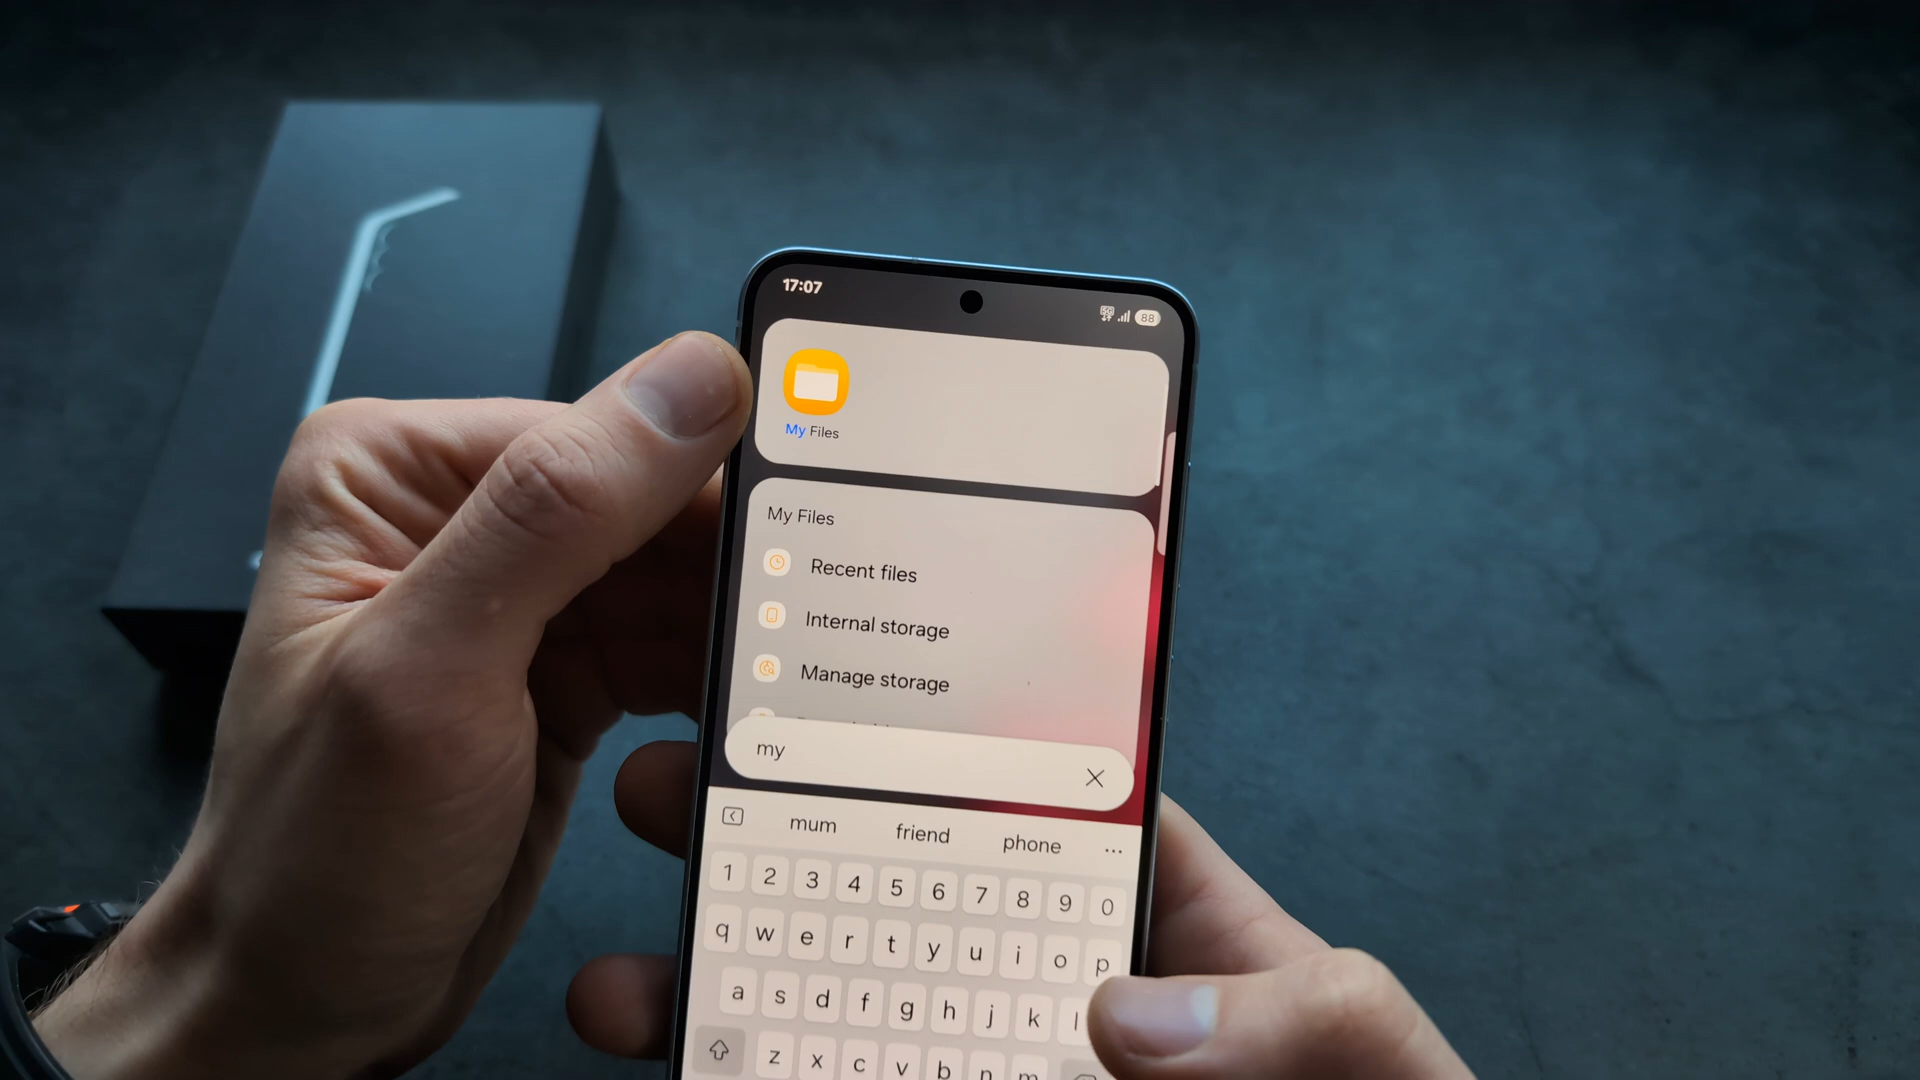 17:07
5G
88
My Files
My Files
Recent files
Internal storage
Manage storage
my
mum friend phone ...
1 2 3 4 5 6 7 8 9 0
q w e r t y u i o p
a s d f g h j k l
z x c v b n m